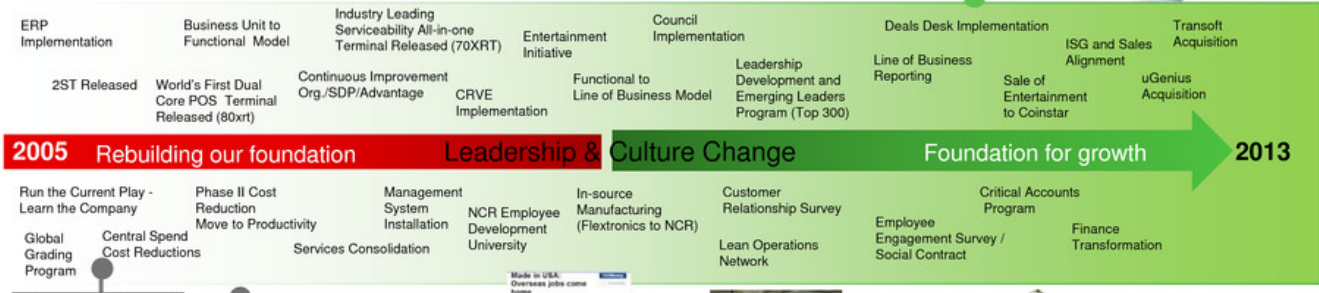 ERP
Implementation
Business Unit to
Functional Model
Industry Leading
Serviceability All-in-one
Terminal Released (70XRT)
Entertainment
Initiative
Council
Implementation
Deals Desk Implementation
ISG and Sales
Alignment
Transoft
Acquisition
2ST Released
World's First Dual
Core POS Terminal
Released (80xrt)
Continuous Improvement
Org./SDP/Advantage
CRVE
Implementation
Functional to
Line of Business Model
Leadership
Development and
Emerging Leaders
Program (Top 300)
Line of Business
Reporting
Sale of
Entertainment
to Coinstar
uGenius
Acquisition
2005 Rebuilding our foundation Leadership & Culture Change Foundation for growth 2013
Run the Current Play -
Learn the Company
Phase II Cost
Reduction
Move to Productivity
Management
System
Installation
In-source
Manufacturing
(Flextronics to NCR)
Customer
Relationship Survey
Critical Accounts
Program
Global
Grading
Program
Central Spend
Cost Reductions
Services Consolidation
NCR Employee
Development
University
Lean Operations
Network
Employee
Engagement Survey /
Social Contract
Finance
Transformation
Made in USA:
Overseas jobs come
home